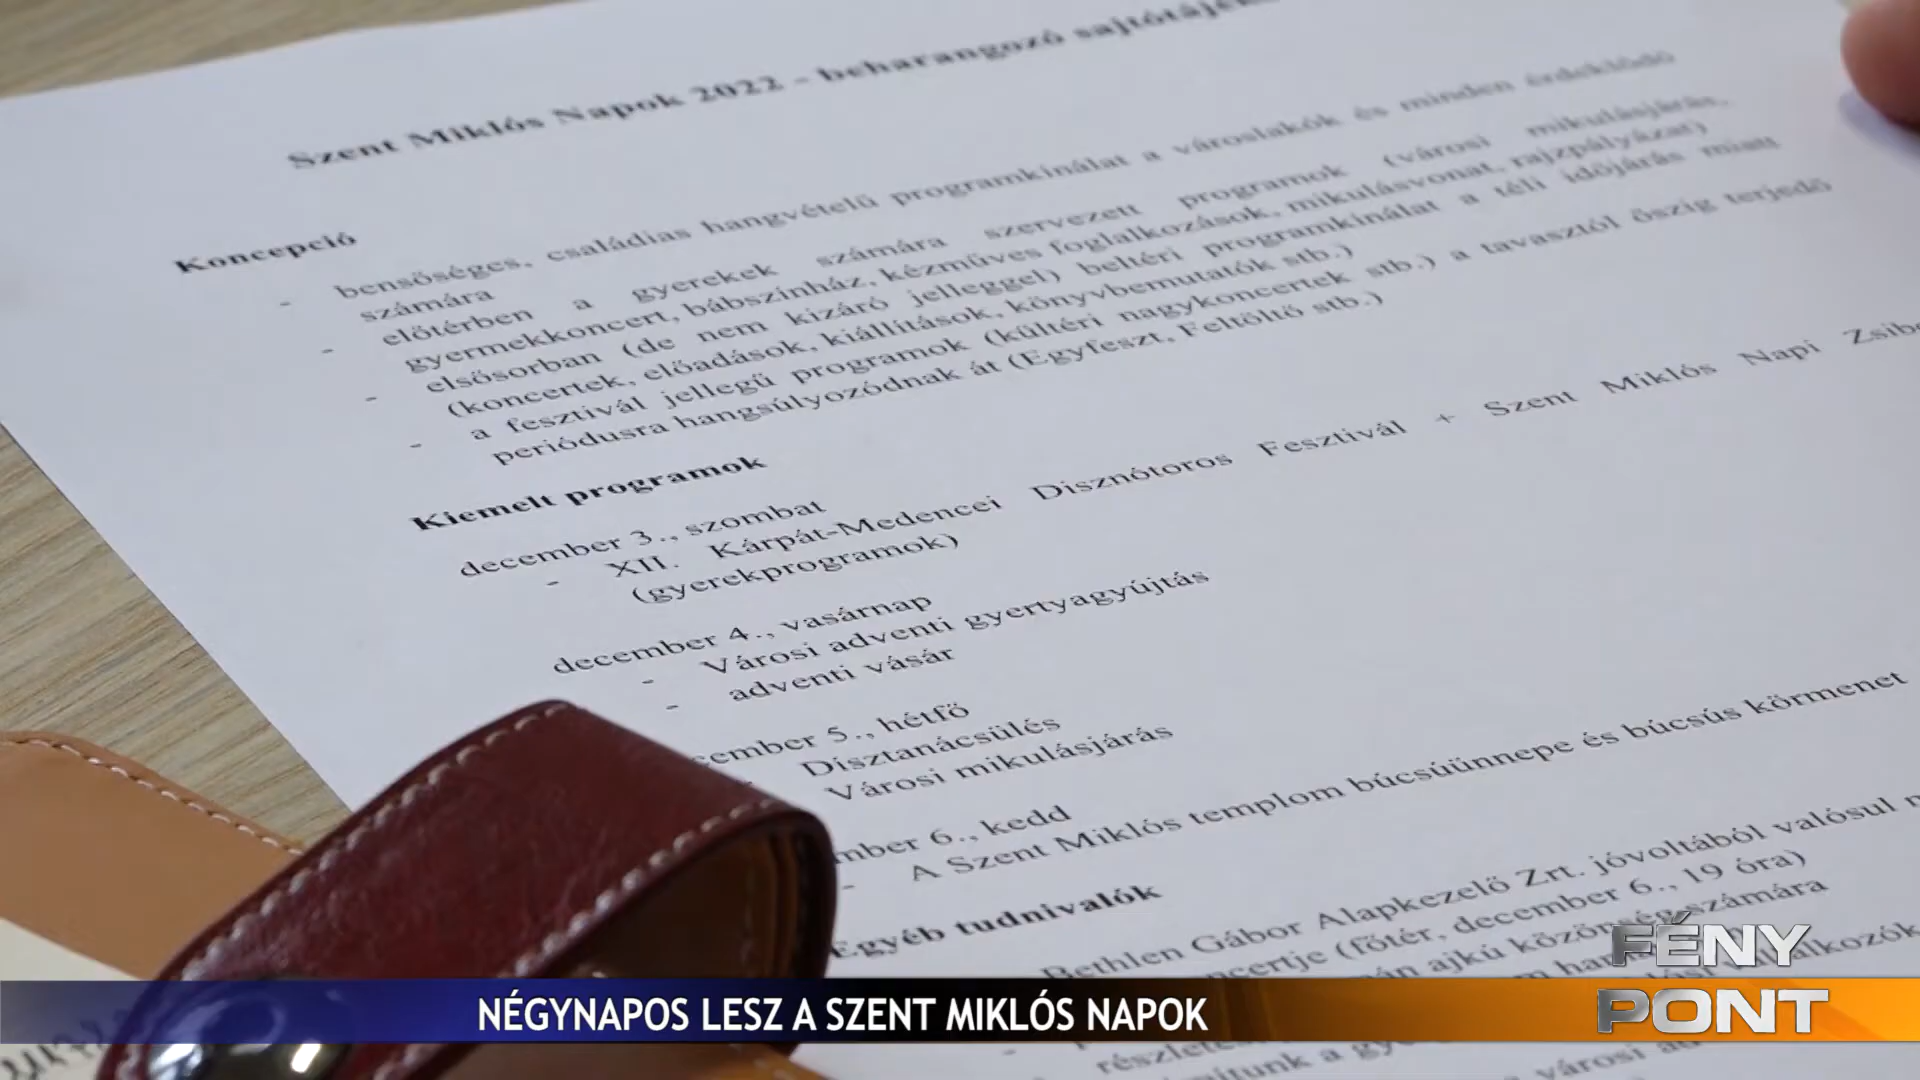 Szent Miklós Napok 2022 - beharangozó
Koncepció
- bensőséges, családias hangvételű programkínálat a városlakók és minden érdeklődő
számára
- előtérben a gyerekek számára szervezett programok (városi mikulásjárás,
gyermekkoncert, bábszínház, kézműves foglalkozások, mikulásvonat, rajzpályázat)
- elsősorban (de nem kizáró jelleggel) beltéri programkínálat a téli időjárás miatt
(koncertek, előadások, kiállítások, könyvbemutatók stb.)
- a fesztivál jellegű programok (kültéri nagykoncertek stb.) a tavasztól őszig terjedő
periódusra hangsúlyozódnak át (Egyfeszt, Feltöltő stb.)
Kiemelt programok
december 3., szombat
- XII. Kárpát-Medencei Disznótoros Fesztivál + Szent Miklós Napi
(gyerekprogramok)
december 4., vasárnap
- Városi adventi gyertyagyújtás
- adventi vásár
5., hétfő
Dísztanácsülés
Városi mikulásjárás
6., kedd
- A Szent Miklós templom búcsúünnepe és búcsús körmenet
Egyéb tudnivalók
Bethlen Gábor Alapkezelő Zrt. jóvoltából valósul
(főtér, december 6., 19 óra)
ajkú közönség számára
FÉNY
PONT
NÉGYNAPOS LESZ A SZENT MIKLÓS NAPOK